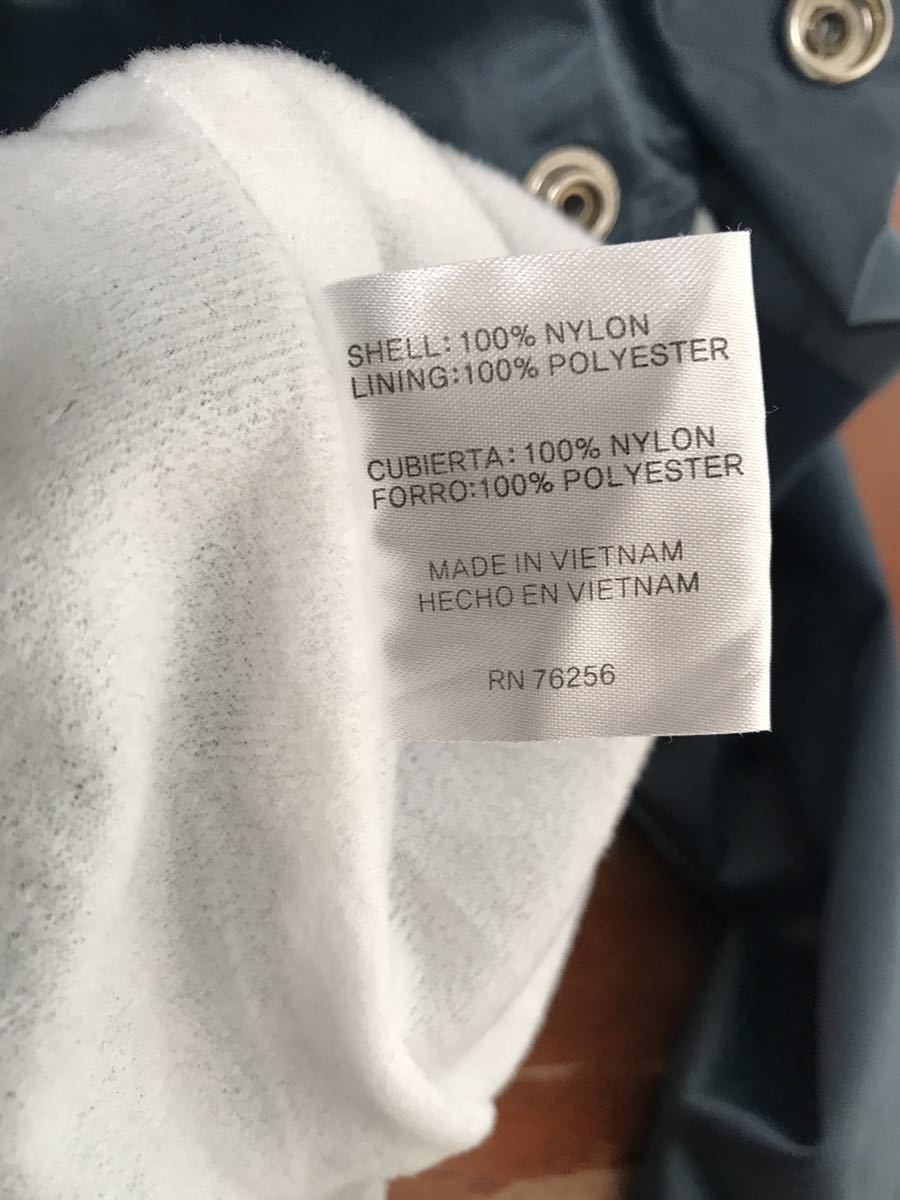 SHELL: 100% NYLON
LINING:100% POLYESTER
CUBIERTA: 100% NYLON
FORRO:100% POLYESTER
MADE IN VIETNAM
HECHO EN VIETNAM
RN 76256